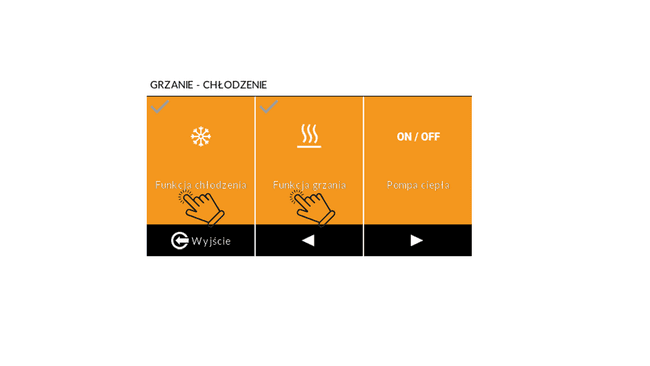 GRZANIE - CHŁODZENIE
ON / OFF
Funkcja chłodzenia
Funkcja grzania
Pompa ciepła
Wyjście